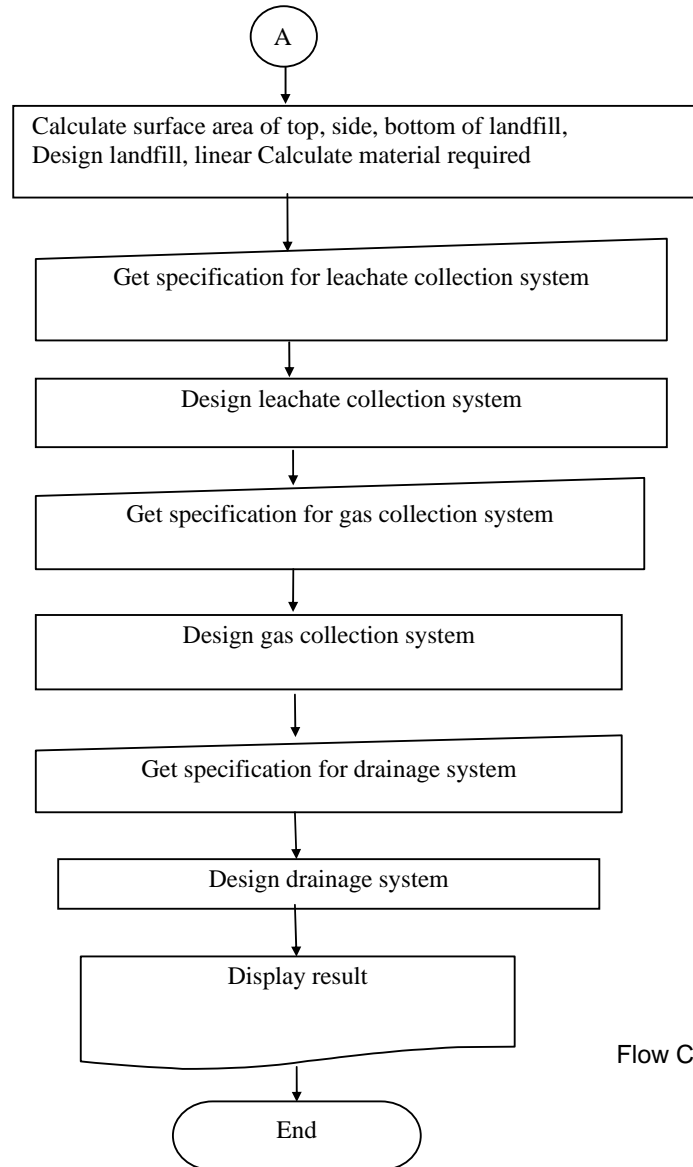 A
Calculate surface area of top, side, bottom of landfill,
Design landfill, linear Calculate material required
Get specification for leachate collection system
Design leachate collection system
Get specification for gas collection system
Design gas collection system
Get specification for drainage system
Design drainage system
Display result
Flow C
End